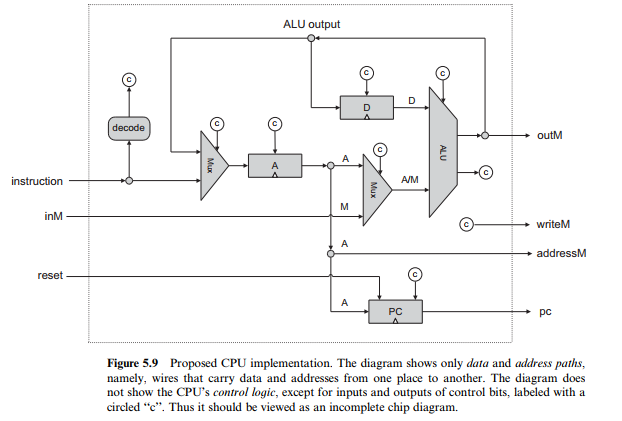 ALU output
c
c
c
c
D
D
decode
c
c
outM
c
ALU
Mux
A
A
Mux
A/M
c
instruction
M
inM
c
writeM
A
addressM
reset
c
A
PC
pc
Figure 5.9 Proposed CPU implementation. The diagram shows only data and address paths,
namely, wires that carry data and addresses from one place to another. The diagram does
not show the CPU's control logic, except for inputs and outputs of control bits, labeled with a
circled “c”. Thus it should be viewed as an incomplete chip diagram.